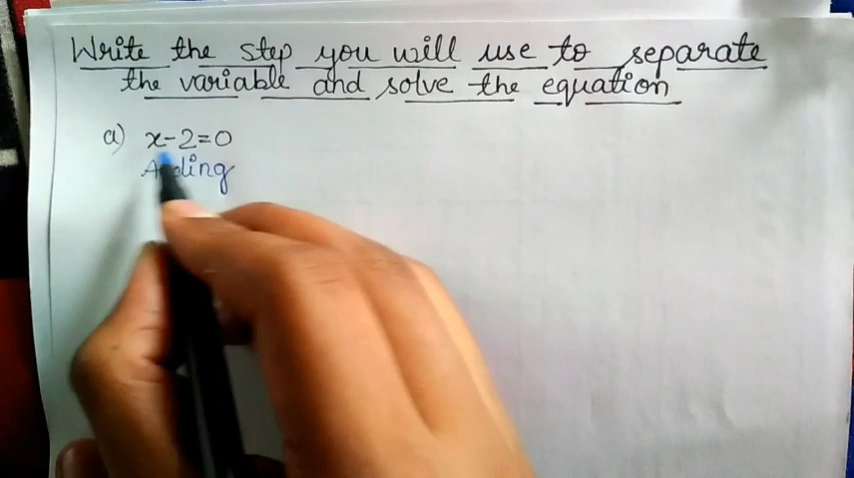 Write the step you will use to separate
the variable and solve the equation
a) x-2=0
Adding